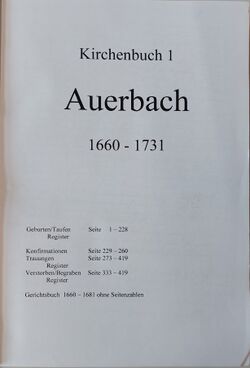 Kirchenbuch 1
Auerbach
1660 - 1731
Geburten/Taufen Seite 1 – 228
Register
Konfirmationen Seite 229 – 260
Trauungen Seite 273 – 419
Register
Verstorben/Begraben Seite 333 – 419
Register
Gerichtsbuch 1660 – 1681 ohne Seitenzahlen